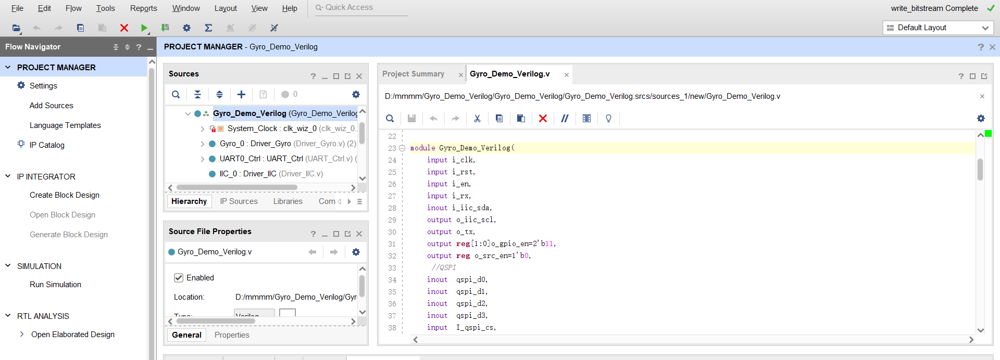 File Edit Flow Tools Reports Window Layout View Help Quick Access write_bitstream Complete
Default Layout
Flow Navigator
PROJECT MANAGER
Settings
Add Sources
Language Templates
IP Catalog
IP INTEGRATOR
Create Block Design
Open Block Design
Generate Block Design
SIMULATION
Run Simulation
RTL ANALYSIS
Open Elaborated Design
PROJECT MANAGER - Gyro_Demo_Verilog
Sources
0
Gyro_Demo_Verilog (Gyro_Demo_Verilog
System_Clock : clk_wiz_0 (clk_wiz_0.
Gyro_0 : Driver_Gyro (Driver_Gyro.v) (2)
UART0_Ctrl : UART_Ctrl (UART_Ctrl.v) (
IIC_0 : Driver_IIC (Driver_IIC.v)
Hierarchy IP Sources Libraries Com
Source File Properties
Gyro_Demo_Verilog.v
Enabled
Location: D:/mmmm/Gyro_Demo_Verilog/Gyr
Type: Verilog
General Properties
Project Summary Gyro_Demo_Verilog.v
D:/mmmm/Gyro_Demo_Verilog/Gyro_Demo_Verilog/Gyro_Demo_Verilog.srcs/sources_1/new/Gyro_Demo_Verilog.v
22
23 module Gyro_Demo_Verilog(
24 input i_clk,
25 input i_rst,
26 input i_en,
27 input i_rx,
28 inout i_iic_sda,
29 output o_iic_scl,
30 output o_tx,
31 output reg[1:0]o_gpio_en=2'b11,
32 output reg o_src_en=1'b0,
33 //QSPI
34 inout qspi_d0,
35 inout qspi_d1,
36 inout qspi_d2,
37 inout qspi_d3,
38 input I_qspi_cs,